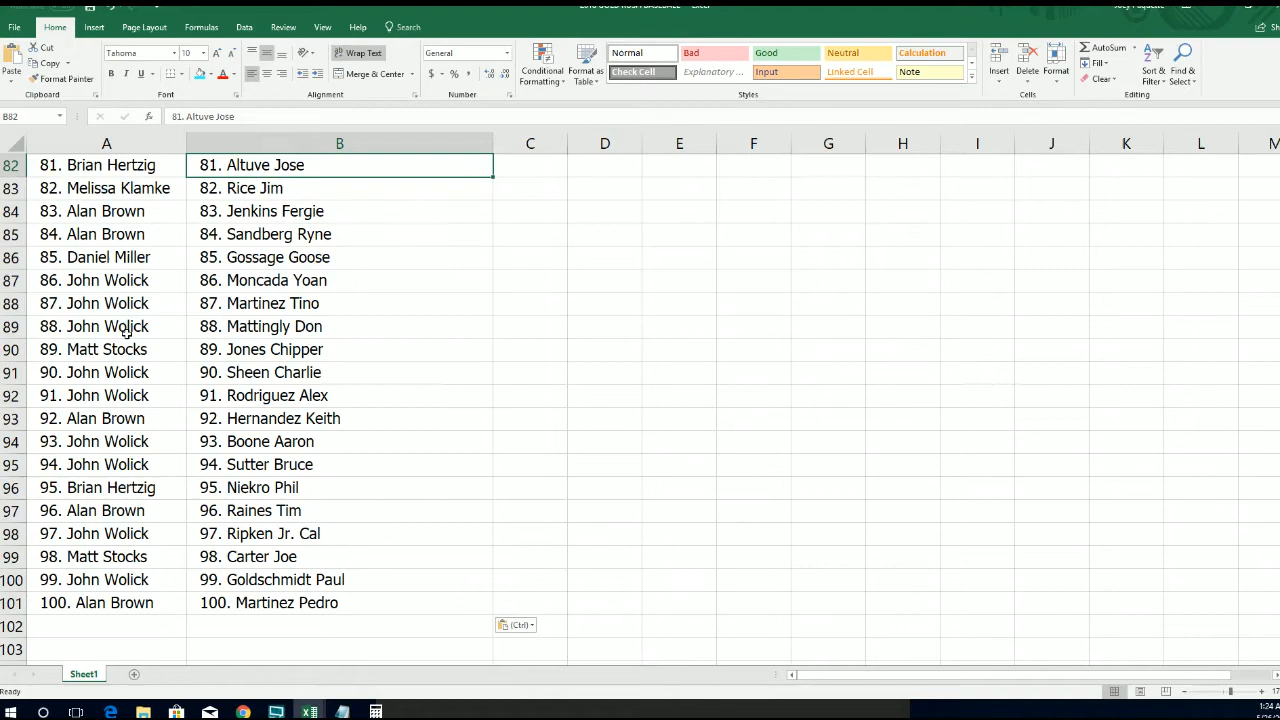 2018 GOLD RUSH BASEBALL - Excel
File Home Insert Page Layout Formulas Data Review View Help Search
Paste Cut Copy Format Painter Clipboard
Tahoma 10 Font
Wrap Text Merge & Center Alignment
General $ % , Number
Conditional Formatting Format as Table
Normal Bad Good Neutral Calculation
Check Cell Explanatory ... Input Linked Cell Note
Styles
Insert Delete Format Cells
AutoSum Fill Clear Sort & Filter Find & Select Editing
B82 fx 81. Altuve Jose
A B C D E F G H I J K L M
82 81. Brian Hertzig 81. Altuve Jose
83 82. Melissa Klamke 82. Rice Jim
84 83. Alan Brown 83. Jenkins Fergie
85 84. Alan Brown 84. Sandberg Ryne
86 85. Daniel Miller 85. Gossage Goose
87 86. John Wolick 86. Moncada Yoan
88 87. John Wolick 87. Martinez Tino
89 88. John Wolick 88. Mattingly Don
90 89. Matt Stocks 89. Jones Chipper
91 90. John Wolick 90. Sheen Charlie
92 91. John Wolick 91. Rodriguez Alex
93 92. Alan Brown 92. Hernandez Keith
94 93. John Wolick 93. Boone Aaron
95 94. John Wolick 94. Sutter Bruce
96 95. Brian Hertzig 95. Niekro Phil
97 96. Alan Brown 96. Raines Tim
98 97. John Wolick 97. Ripken Jr. Cal
99 98. Matt Stocks 98. Carter Joe
100 99. John Wolick 99. Goldschmidt Paul
101 100. Alan Brown 100. Martinez Pedro
102 (Ctrl)
103
Sheet1
Ready
1:24 A